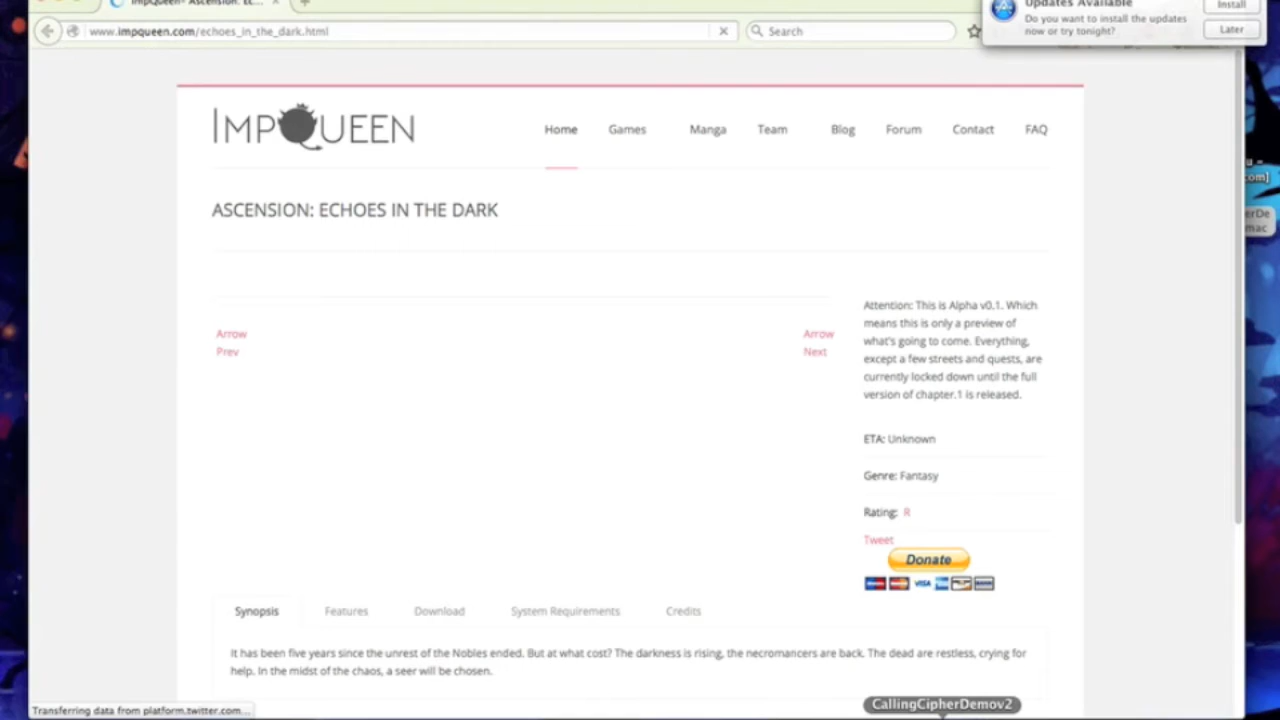 ImpQueen- Ascension: Ec...
Updates Available
Install
Do you want to install the updates
now or try tonight?
Later
www.impqueen.com/echoes_in_the_dark.html
Search
IMPQUEEN
Home
Games
Manga
Team
Blog
Forum
Contact
FAQ
com]
mac
ASCENSION: ECHOES IN THE DARK
Arrow
Prev
Arrow
Next
Attention: This is Alpha v0.1. Which
means this is only a preview of
what's going to come. Everything,
except a few streets and quests, are
currently locked down until the full
version of chapter.1 is released.
ETA: Unknown
Genre: Fantasy
Rating: R
Tweet
Donate
VISA
Synopsis
Features
Download
System Requirements
Credits
It has been five years since the unrest of the Nobles ended. But at what cost? The darkness is rising, the necromancers are back. The dead are restless, crying for
help. In the midst of the chaos, a seer will be chosen.
CallingCipherDemov2
Transferring data from platform.twitter.com...